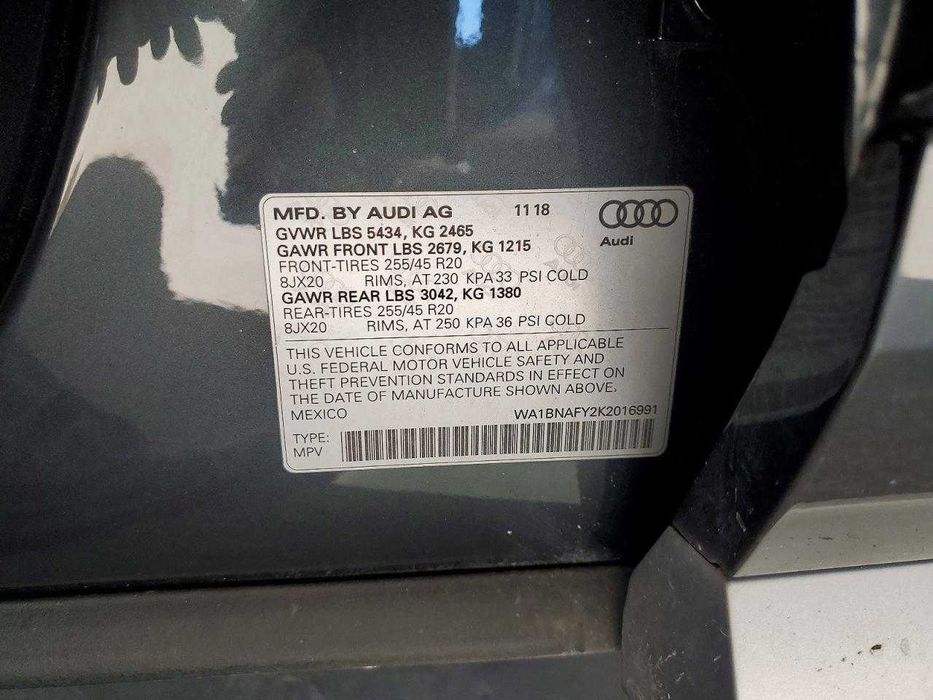 MFD. BY AUDI AG 11 18
Audi
GVWR LBS 5434, KG 2465
GAWR FRONT LBS 2679, KG 1215
FRONT-TIRES 255/45 R20
8JX20 RIMS, AT 230 KPA 33 PSI COLD
GAWR REAR LBS 3042, KG 1380
REAR-TIRES 255/45 R20
8JX20 RIMS, AT 250 KPA 36 PSI COLD
THIS VEHICLE CONFORMS TO ALL APPLICABLE
U.S. FEDERAL MOTOR VEHICLE SAFETY AND
THEFT PREVENTION STANDARDS IN EFFECT ON
THE DATE OF MANUFACTURE SHOWN ABOVE.
MEXICO WA1BNAFY2K2016991
TYPE:
MPV